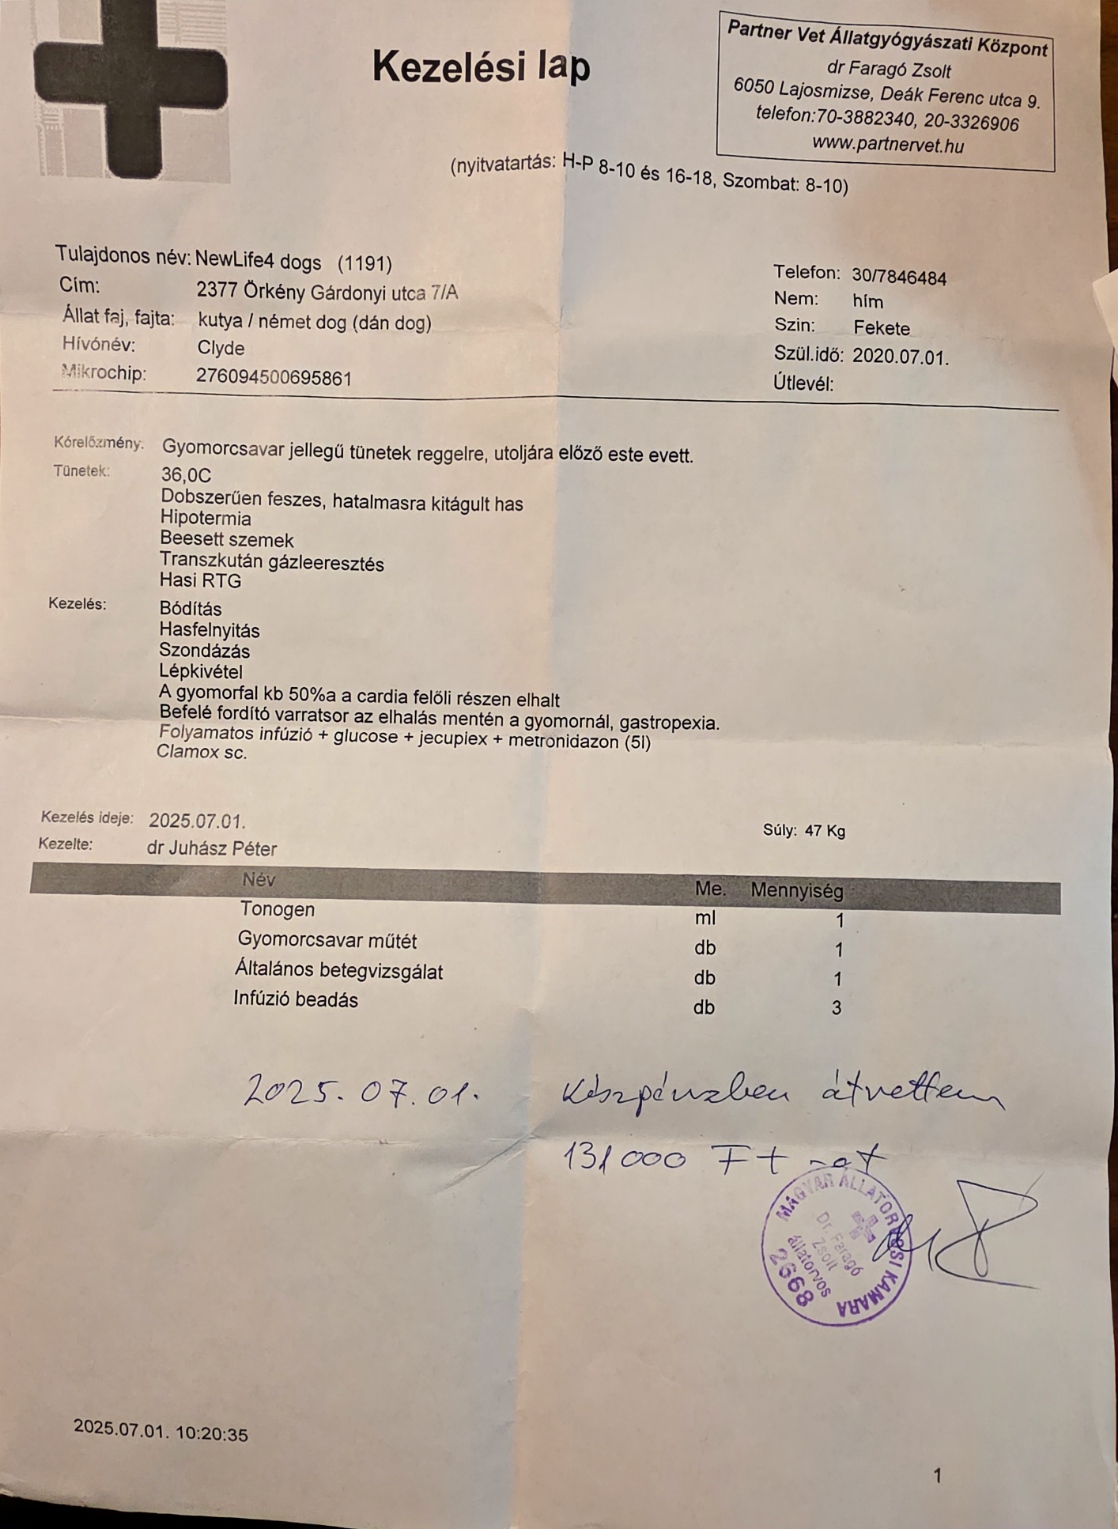 Kezelési lap
Partner Vet Állatgyógyászati Központ
dr Faragó Zsolt
6050 Lajosmizse, Deák Ferenc utca 9.
telefon:70-3882340, 20-3326906
www.partnervet.hu
(nyitvatartás: H-P 8-10 és 16-18, Szombat: 8-10)
Tulajdonos név: NewLife4 dogs (1191)
Cím: 2377 Örkény Gárdonyi utca 7/A
Állat faj, fajta: kutya / német dog (dán dog)
Hívónév: Clyde
Mikrochip: 276094500695861
Telefon: 30/7846484
Nem: hím
Szin: Fekete
Szül.idő: 2020.07.01.
Útlevél:
Kórelőzmény: Gyomorcsavar jellegű tünetek reggelre, utoljára előző este evett.
Tünetek: 36,0C
Dobszerűen feszes, hatalmasra kitágult has
Hipotermia
Beesett szemek
Transzkután gázleeresztés
Hasi RTG
Kezelés: Bódítás
Hasfelnyitás
Szondázás
Lépkivétel
A gyomorfal kb 50%a a cardia felőli részen elhalt
Befelé fordító varratsor az elhalás mentén a gyomornál, gastropexia.
Folyamatos infúzió + glucose + jecuplex + metronidazon (5l)
Clamox sc.
Kezelés ideje: 2025.07.01. Súly: 47 Kg
Kezelte: dr Juhász Péter
Név Me. Mennyiség
Tonogen ml 1
Gyomorcsavar műtét db 1
Általános betegvizsgálat db 1
Infúzió beadás db 3
2025.07.01. Készpénzben átvettem
131000 Ft-ot
MAGYAR ÁLLATORVOSI KAMARA
Dr. Faragó
Zsolt
állatorvos
2668
2025.07.01. 10:20:35
1